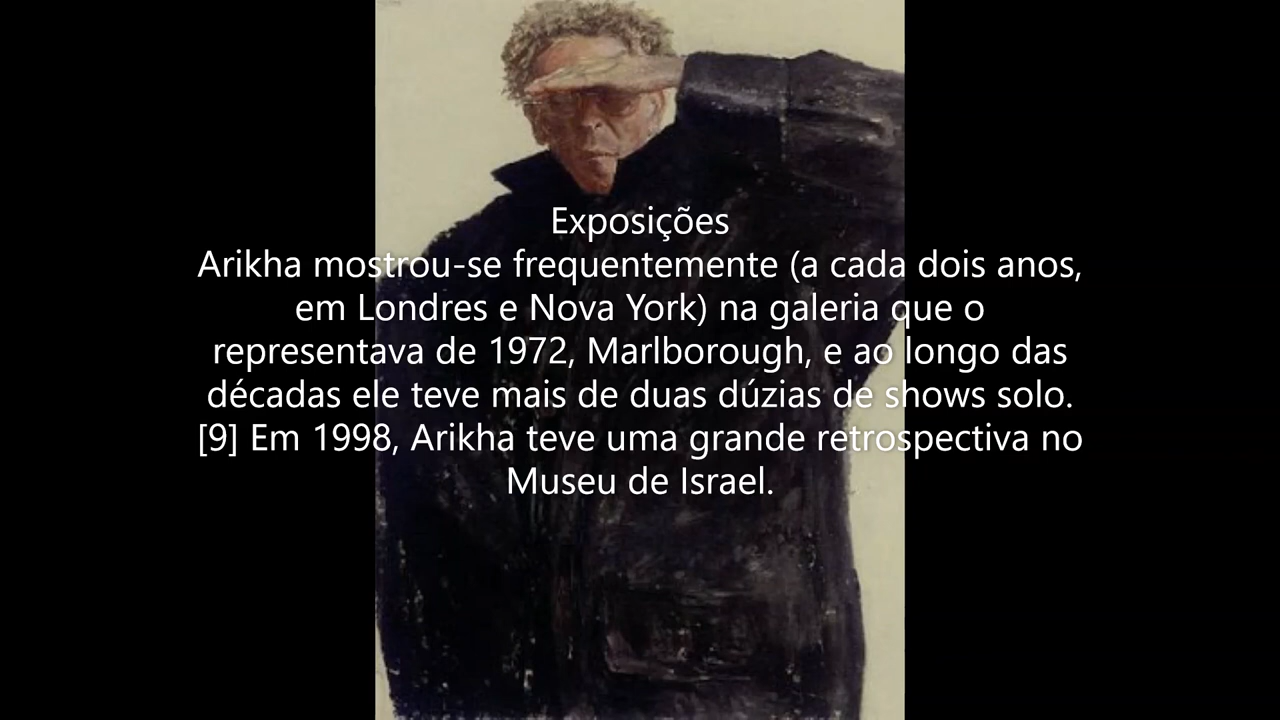 Exposições
Arikha mostrou-se frequentemente (a cada dois anos,
em Londres e Nova York) na galeria que o
representava de 1972, Marlborough, e ao longo das
décadas ele teve mais de duas dúzias de shows solo.
[9] Em 1998, Arikha teve uma grande retrospectiva no
Museu de Israel.